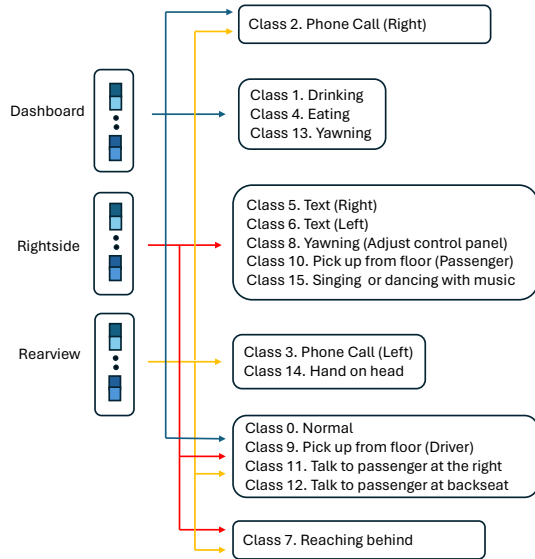 Class 2. Phone Call (Right)
Dashboard
Class 1. Drinking
Class 4. Eating
Class 13. Yawning
Rightside
Class 5. Text (Right)
Class 6. Text (Left)
Class 8. Yawning (Adjust control panel)
Class 10. Pick up from floor (Passenger)
Class 15. Singing or dancing with music
Rearview
Class 3. Phone Call (Left)
Class 14. Hand on head
Class 0. Normal
Class 9. Pick up from floor (Driver)
Class 11. Talk to passenger at the right
Class 12. Talk to passenger at backseat
Class 7. Reaching behind